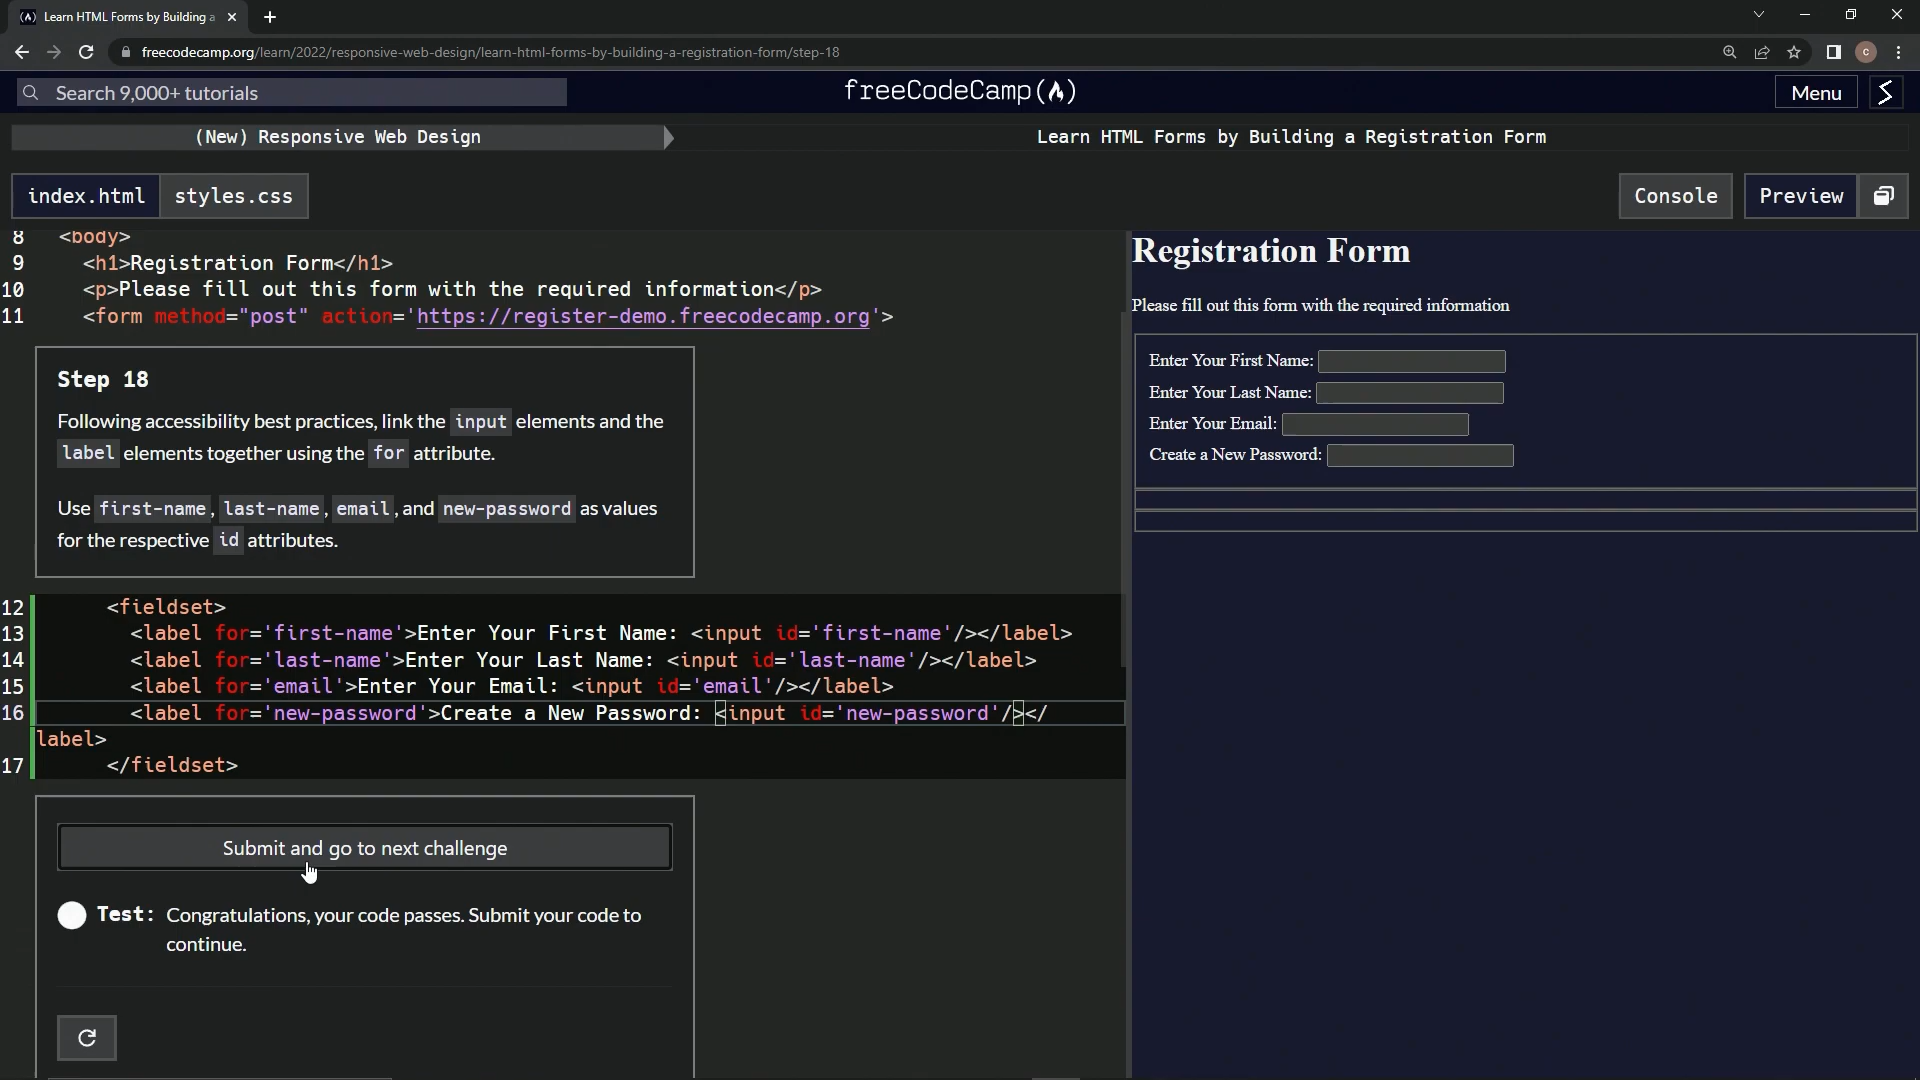 Learn HTML Forms by Building a
freecodecamp.org/learn/2022/responsive-web-design/learn-html-forms-by-building-a-registration-form/step-18
C
Search 9,000+ tutorials
freeCodeCamp
Menu
(New) Responsive Web Design
Learn HTML Forms by Building a Registration Form
index.html
styles.css
Console
Preview
8 <body>
9 <h1>Registration Form</h1>
10 <p>Please fill out this form with the required information</p>
11 <form method="post" action='https://register-demo.freecodecamp.org'>
Step 18
Following accessibility best practices, link the input elements and the
label elements together using the for attribute.
Use first-name, last-name, email, and new-password as values
for the respective id attributes.
12 <fieldset>
13 <label for='first-name'>Enter Your First Name: <input id='first-name'/></label>
14 <label for='last-name'>Enter Your Last Name: <input id='last-name'/></label>
15 <label for='email'>Enter Your Email: <input id='email'/></label>
16 <label for='new-password'>Create a New Password: <input id='new-password'/></
label>
17 </fieldset>
Submit and go to next challenge
Test: Congratulations, your code passes. Submit your code to
continue.
Registration Form
Please fill out this form with the required information
Enter Your First Name:
Enter Your Last Name:
Enter Your Email:
Create a New Password: